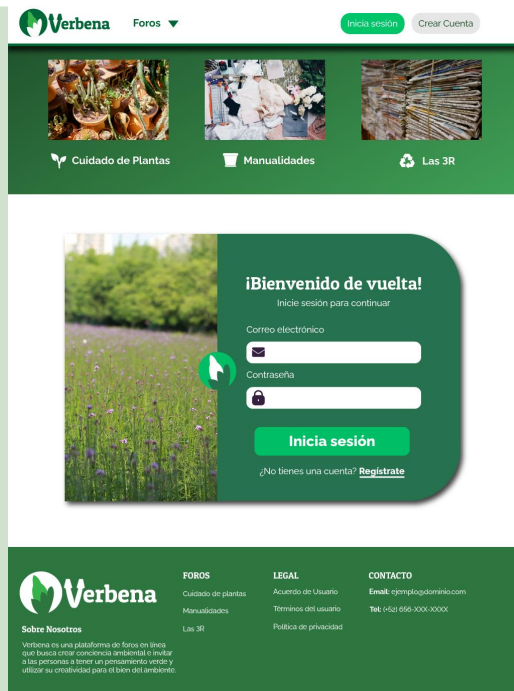 Verbena
Foros
Inicia sesión
Crear Cuenta
Cuidado de Plantas
Manualidades
Las 3R
¡Bienvenido de vuelta!
Inicie sesión para continuar
Correo electrónico
Contraseña
Inicia sesión
¿No tienes una cuenta? Regístrate
Verbena
Sobre Nosotros
Verbena es una plataforma de foros en línea
que busca crear conciencia ambiental e invitar
a las personas a tener un pensamiento verde y
utilizar su creatividad para el bien del ambiente.
FOROS
Cuidado de plantas
Manualidades
Las 3R
LEGAL
Acuerdo de Usuario
Términos del usuario
Política de privacidad
CONTACTO
Email: ejemplo@dominio.com
Tel: (+52) 656-XXX-XXXX